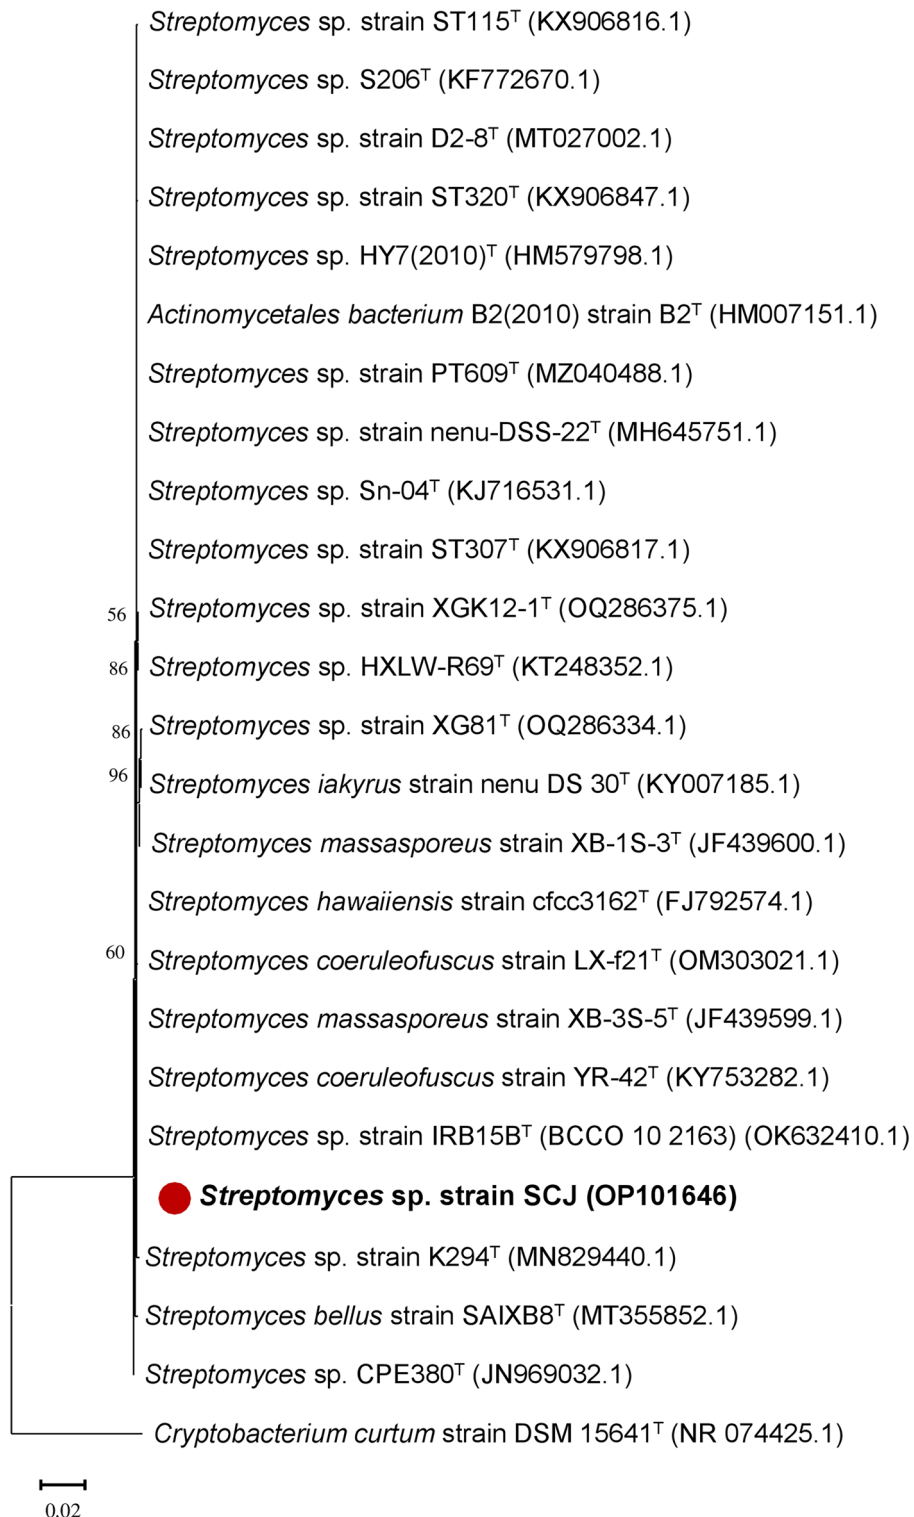 Streptomyces sp. strain ST115ᵀ (KX906816.1)
Streptomyces sp. S206ᵀ (KF772670.1)
Streptomyces sp. strain D2-8ᵀ (MT027002.1)
Streptomyces sp. strain ST320ᵀ (KX906847.1)
Streptomyces sp. HY7(2010)ᵀ (HM579798.1)
Actinomycetales bacterium B2(2010) strain B2ᵀ (HM007151.1)
Streptomyces sp. strain PT609ᵀ (MZ040488.1)
Streptomyces sp. strain nenu-DSS-22ᵀ (MH645751.1)
Streptomyces sp. Sn-04ᵀ (KJ716531.1)
Streptomyces sp. strain ST307ᵀ (KX906817.1)
56 Streptomyces sp. strain XGK12-1ᵀ (OQ286375.1)
86 Streptomyces sp. HXLW-R69ᵀ (KT248352.1)
86 Streptomyces sp. strain XG81ᵀ (OQ286334.1)
96 Streptomyces iakyrus strain nenu DS 30ᵀ (KY007185.1)
Streptomyces massasporeus strain XB-1S-3ᵀ (JF439600.1)
Streptomyces hawaiiensis strain cfcc3162ᵀ (FJ792574.1)
60 Streptomyces coeruleofuscus strain LX-f21ᵀ (OM303021.1)
Streptomyces massasporeus strain XB-3S-5ᵀ (JF439599.1)
Streptomyces coeruleofuscus strain YR-42ᵀ (KY753282.1)
Streptomyces sp. strain IRB15Bᵀ (BCCO 10 2163) (OK632410.1)
Streptomyces sp. strain SCJ (OP101646)
Streptomyces sp. strain K294ᵀ (MN829440.1)
Streptomyces bellus strain SAIXB8ᵀ (MT355852.1)
Streptomyces sp. CPE380ᵀ (JN969032.1)
Cryptobacterium curtum strain DSM 15641ᵀ (NR 074425.1)
0.02